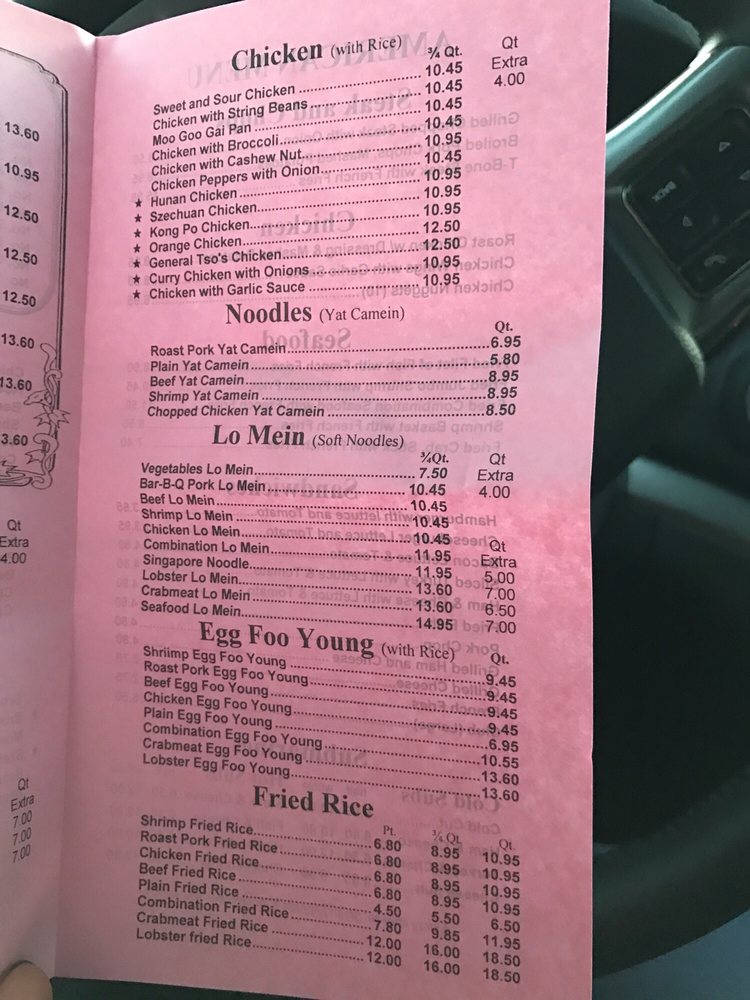 13.60
10.95
12.50
12.50
12.50
13.60
13.60
3.60
Qt
Extra
4.00
Qt
Extra
7.00
7.00
7.00
Chicken (with Rice) ¾ Qt. Qt Extra
Sweet and Sour Chicken 10.45 4.00
Chicken with String Beans 10.45
Moo Goo Gai Pan 10.45
Chicken with Broccoli 10.45
Chicken with Cashew Nut 10.95
Chicken Peppers with Onion 10.45
★ Hunan Chicken 10.95
★ Szechuan Chicken 10.95
★ Kong Po Chicken 10.95
★ Orange Chicken 12.50
★ General Tso's Chicken 12.50
★ Curry Chicken with Onions 10.95
★ Chicken with Garlic Sauce 10.95
Noodles (Yat Camein) Qt.
Roast Pork Yat Camein 6.95
Plain Yat Camein 5.80
Beef Yat Camein 8.95
Shrimp Yat Camein 8.95
Chopped Chicken Yat Camein 8.50
Lo Mein (Soft Noodles) ¾Qt. Qt Extra
Vegetables Lo Mein 7.50 4.00
Bar-B-Q Pork Lo Mein 10.45
Beef Lo Mein 10.45
Shrimp Lo Mein 10.45
Chicken Lo Mein 10.45 Qt Extra
Combination Lo Mein 11.95 5.00
Singapore Noodle 11.95 7.00
Lobster Lo Mein 13.60 6.50
Crabmeat Lo Mein 13.60 7.00
Seafood Lo Mein 14.95
Egg Foo Young (with Rice) Qt.
Shriimp Egg Foo Young 9.45
Roast Pork Egg Foo Young 9.45
Beef Egg Foo Young 9.45
Chicken Egg Foo Young 9.45
Plain Egg Foo Young 6.95
Combination Egg Foo Young 10.55
Crabmeat Egg Foo Young 13.60
Lobster Egg Foo Young 13.60
Fried Rice
Pt. ¾ Qt. Qt.
Shrimp Fried Rice 6.80 8.95 10.95
Roast Pork Fried Rice 6.80 8.95 10.95
Chicken Fried Rice 6.80 8.95 10.95
Beef Fried Rice 6.80 8.95 10.95
Plain Fried Rice 4.50 5.50 6.50
Combination Fried Rice 7.80 9.85 11.95
Crabmeat Fried Rice 12.00 16.00 18.50
Lobster fried Rice 12.00 16.00 18.50